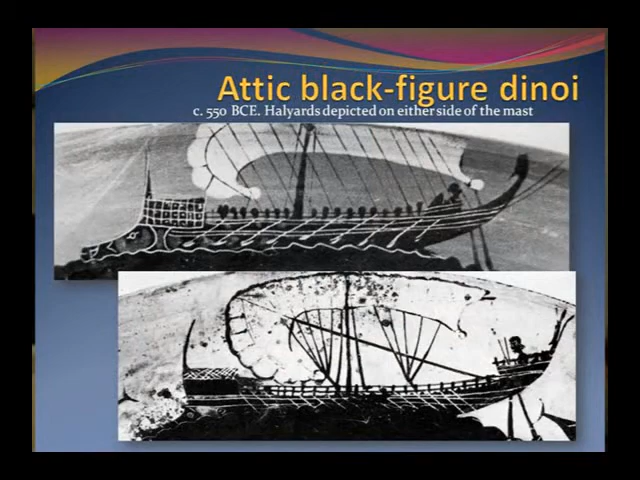 Attic black-figure dinoi
c. 550 BCE. Halyards depicted on either side of the mast